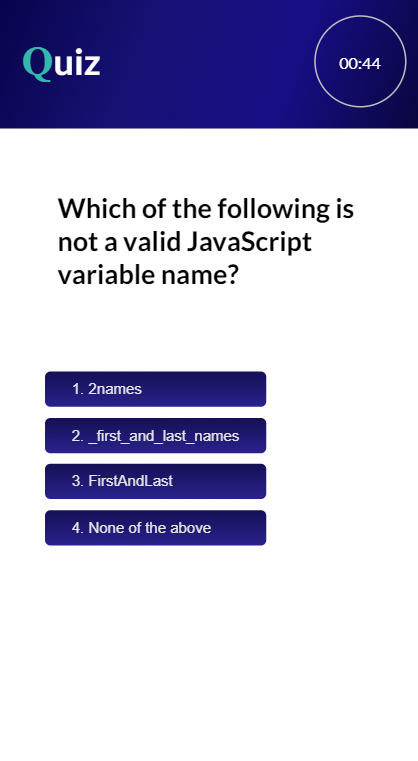 Quiz
00:44
Which of the following is
not a valid JavaScript
variable name?
1. 2names
2. _first_and_last_names
3. FirstAndLast
4. None of the above